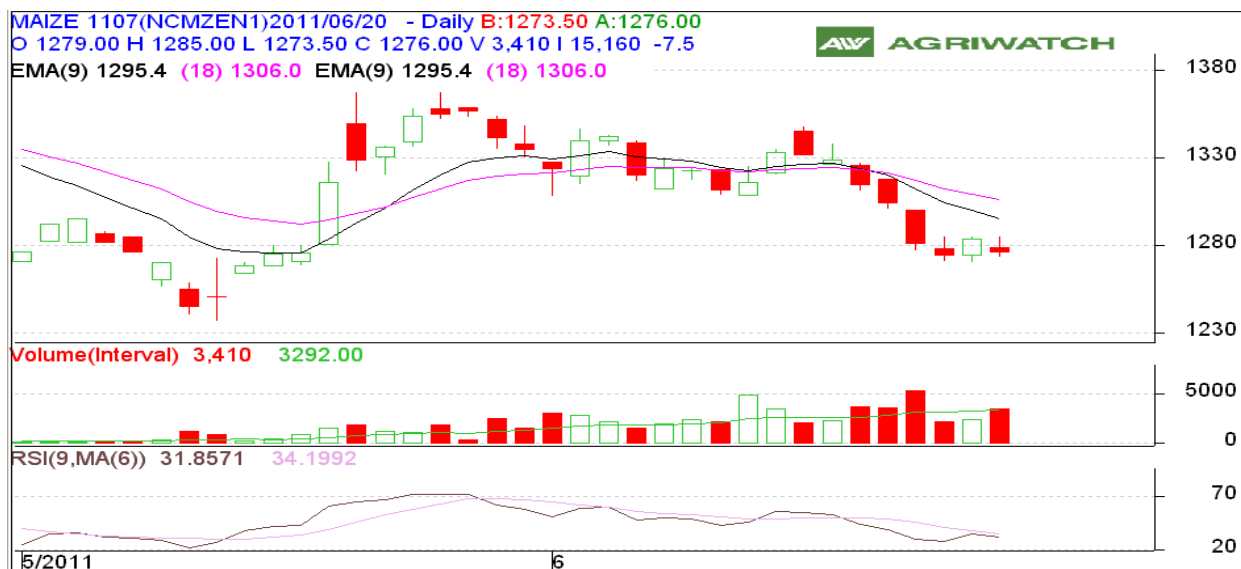 MAIZE 1107(NCMZEN1)2011/06/20 - Daily B:1273.50 A:1276.00
O 1279.00 H 1285.00 L 1273.50 C 1276.00 V 3,410 I 15,160 -7.5
AW AGRIWATCH
EMA(9) 1295.4 (18) 1306.0 EMA(9) 1295.4 (18) 1306.0
1380
1330
1280
1230
Volume(Interval) 3,410 3292.00
5000
0
RSI(9,MA(6)) 31.8571 34.1992
70
20
5/2011 6